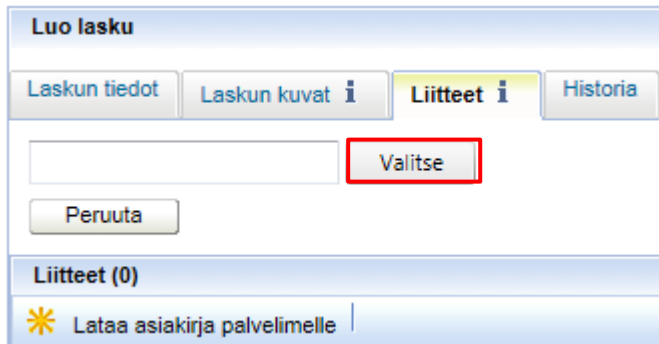 Luo lasku
Laskun tiedot Laskun kuvat i Liitteet i Historia
Valitse
Peruuta
Liitteet (0)
Lataa asiakirja palvelimelle